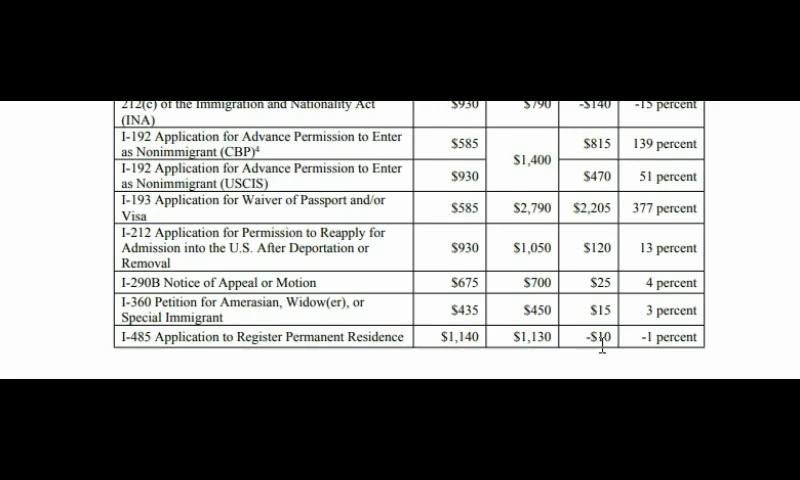 212(c) of the Immigration and Nationality Act
(INA)
$930 $790 -$140 -15 percent
I-192 Application for Advance Permission to Enter
as Nonimmigrant (CBP)⁴
$585 $1,400 $815 139 percent
I-192 Application for Advance Permission to Enter
as Nonimmigrant (USCIS)
$930 $470 51 percent
I-193 Application for Waiver of Passport and/or
Visa
$585 $2,790 $2,205 377 percent
I-212 Application for Permission to Reapply for
Admission into the U.S. After Deportation or
Removal
$930 $1,050 $120 13 percent
I-290B Notice of Appeal or Motion $675 $700 $25 4 percent
I-360 Petition for Amerasian, Widow(er), or
Special Immigrant
$435 $450 $15 3 percent
I-485 Application to Register Permanent Residence $1,140 $1,130 -$10 -1 percent